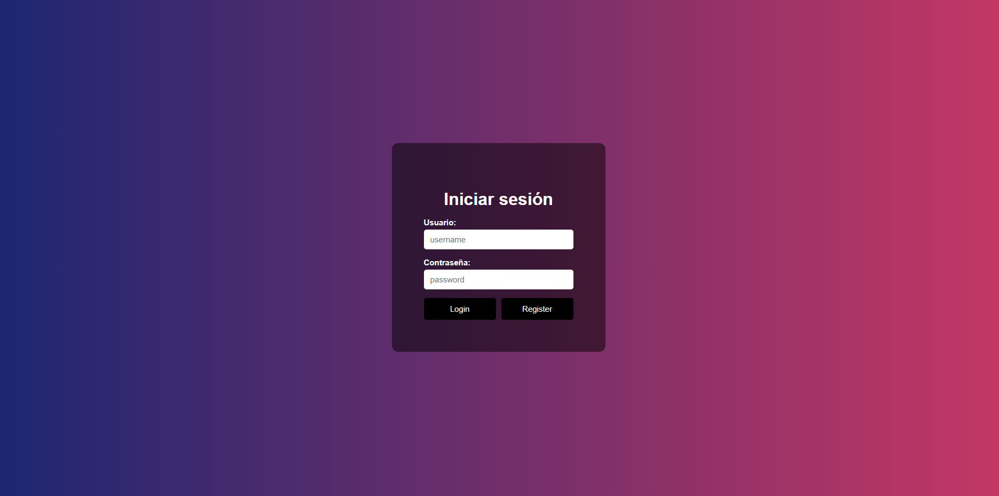 Iniciar sesión
Usuario:
username
Contraseña:
password
Login Register